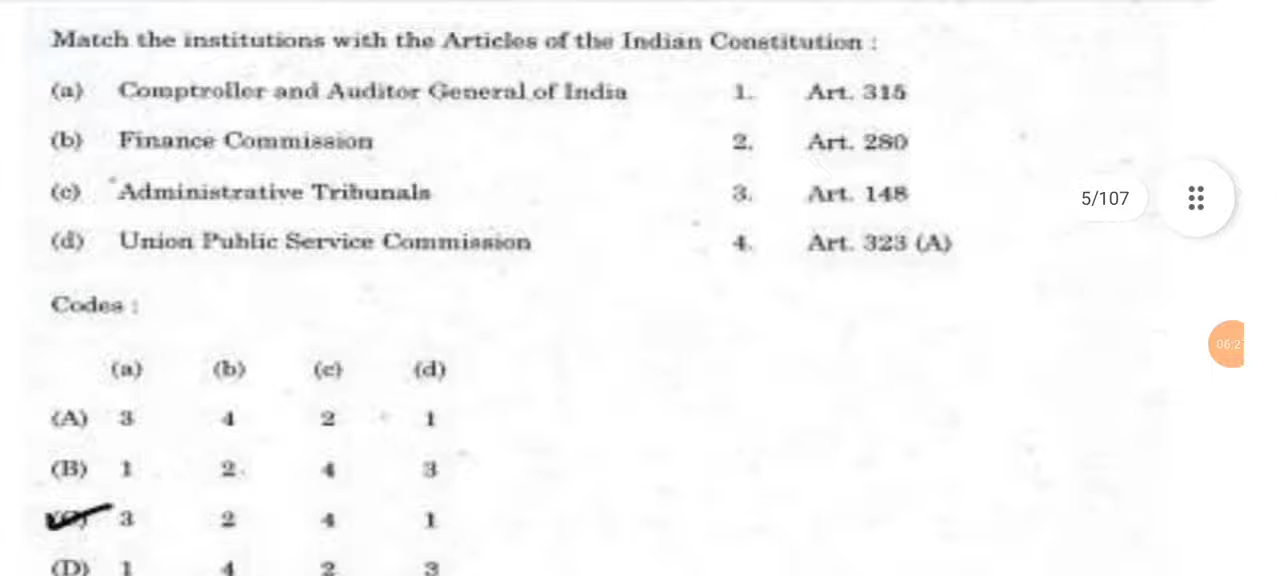 Match the institutions with the Articles of the Indian Constitution :
(a) Comptroller and Auditor General of India 1. Art. 315
(b) Finance Commission 2. Art. 280
(c) Administrative Tribunals 3. Art. 148
5/107
(d) Union Public Service Commission 4. Art. 323 (A)
Codes :
06:2
(a) (b) (c) (d)
(A) 3 4 2 1
(B) 1 2 4 3
3 2 4 1
(D) 1 4 2 3